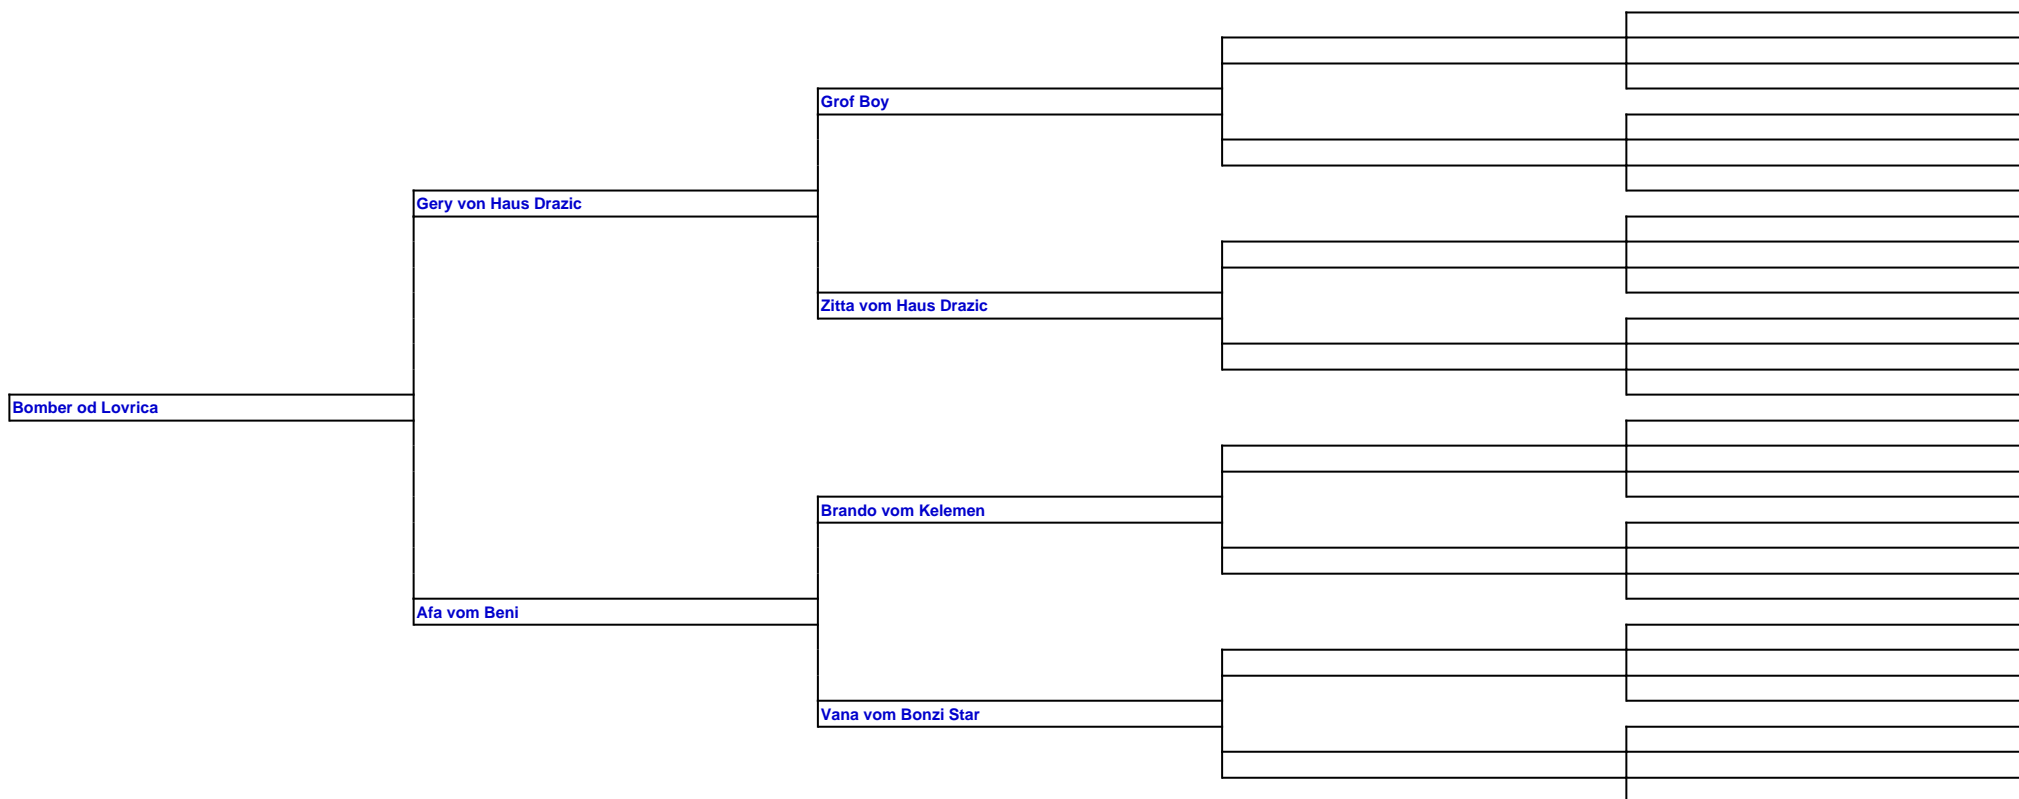 Grof Boy
Gery von Haus Drazic
Zitta vom Haus Drazic
Bomber od Lovrica
Brando vom Kelemen
Afa vom Beni
Vana vom Bonzi Star